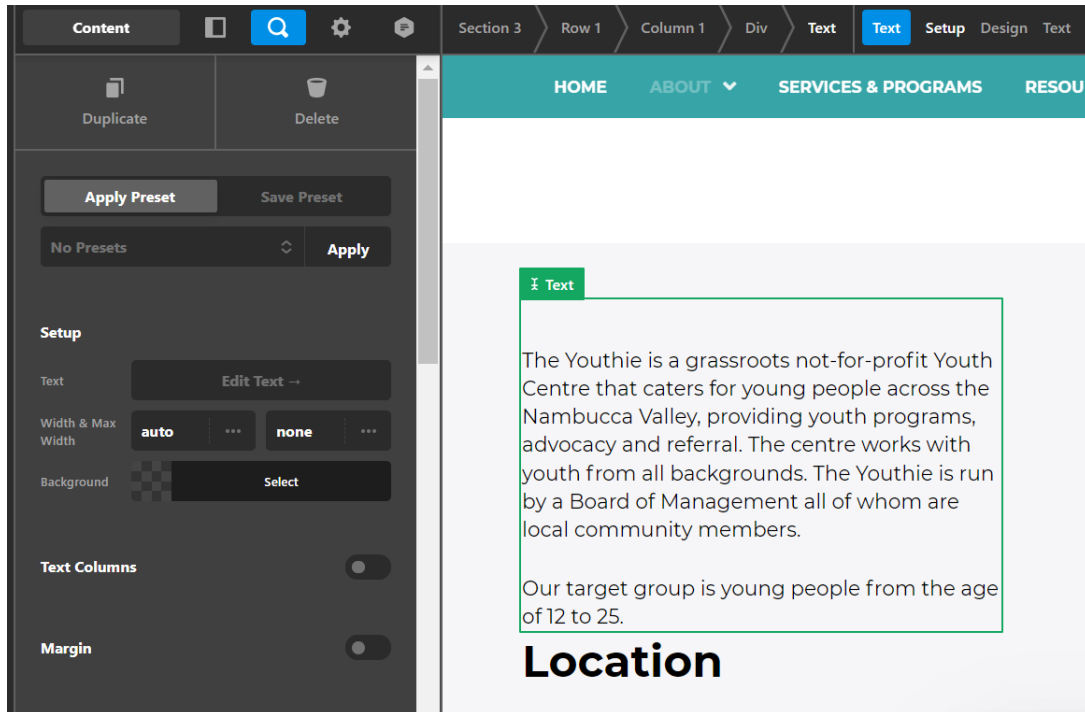 Content
Section 3 Row 1 Column 1 Div Text Text Setup Design Text
Duplicate Delete
HOME ABOUT SERVICES & PROGRAMS RESOU
Apply Preset Save Preset
No Presets Apply
Setup
Text Edit Text →
Width & Max
Width auto ••• none •••
Background Select
Text Columns
Margin
Text
The Youthie is a grassroots not-for-profit Youth
Centre that caters for young people across the
Nambucca Valley, providing youth programs,
advocacy and referral. The centre works with
youth from all backgrounds. The Youthie is run
by a Board of Management all of whom are
local community members.
Our target group is young people from the age
of 12 to 25.
Location